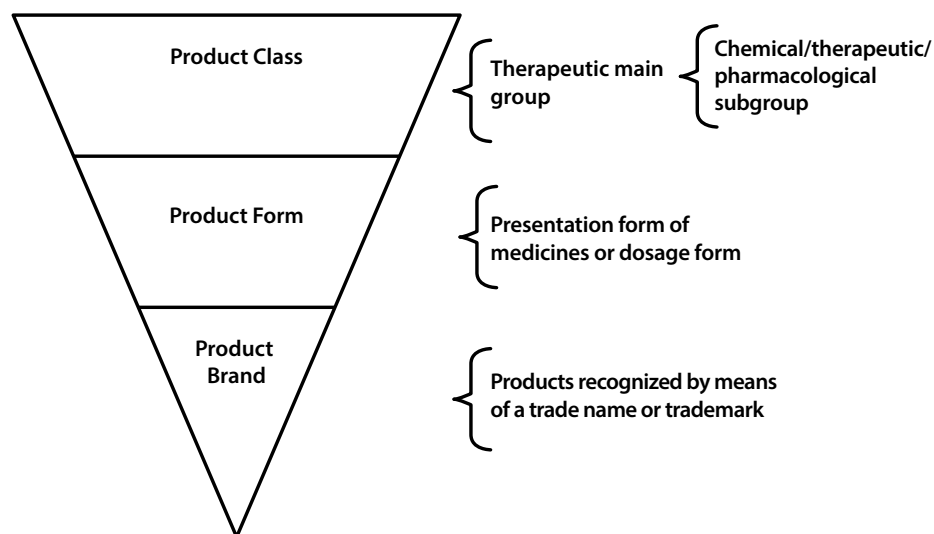 Product Class
Therapeutic main
group
Chemical/therapeutic/
pharmacological
subgroup
Product Form
Presentation form of
medicines or dosage form
Product
Brand
Products recognized by means
of a trade name or trademark